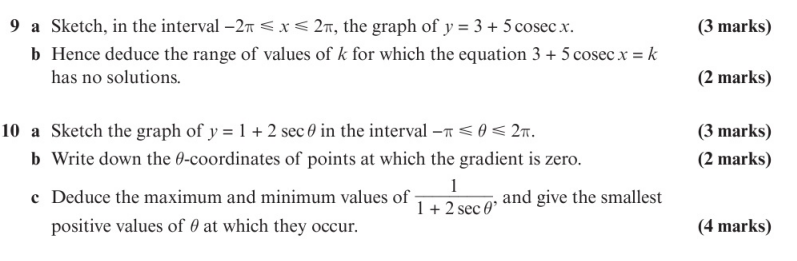 9 a Sketch, in the interval −2π ⩽ x ⩽ 2π, the graph of y = 3 + 5 cosec x. (3 marks)
b Hence deduce the range of values of k for which the equation 3 + 5 cosec x = k
has no solutions. (2 marks)
10 a Sketch the graph of y = 1 + 2 sec θ in the interval −π ⩽ θ ⩽ 2π. (3 marks)
b Write down the θ-coordinates of points at which the gradient is zero. (2 marks)
c Deduce the maximum and minimum values of 1/(1 + 2 sec θ), and give the smallest
positive values of θ at which they occur. (4 marks)